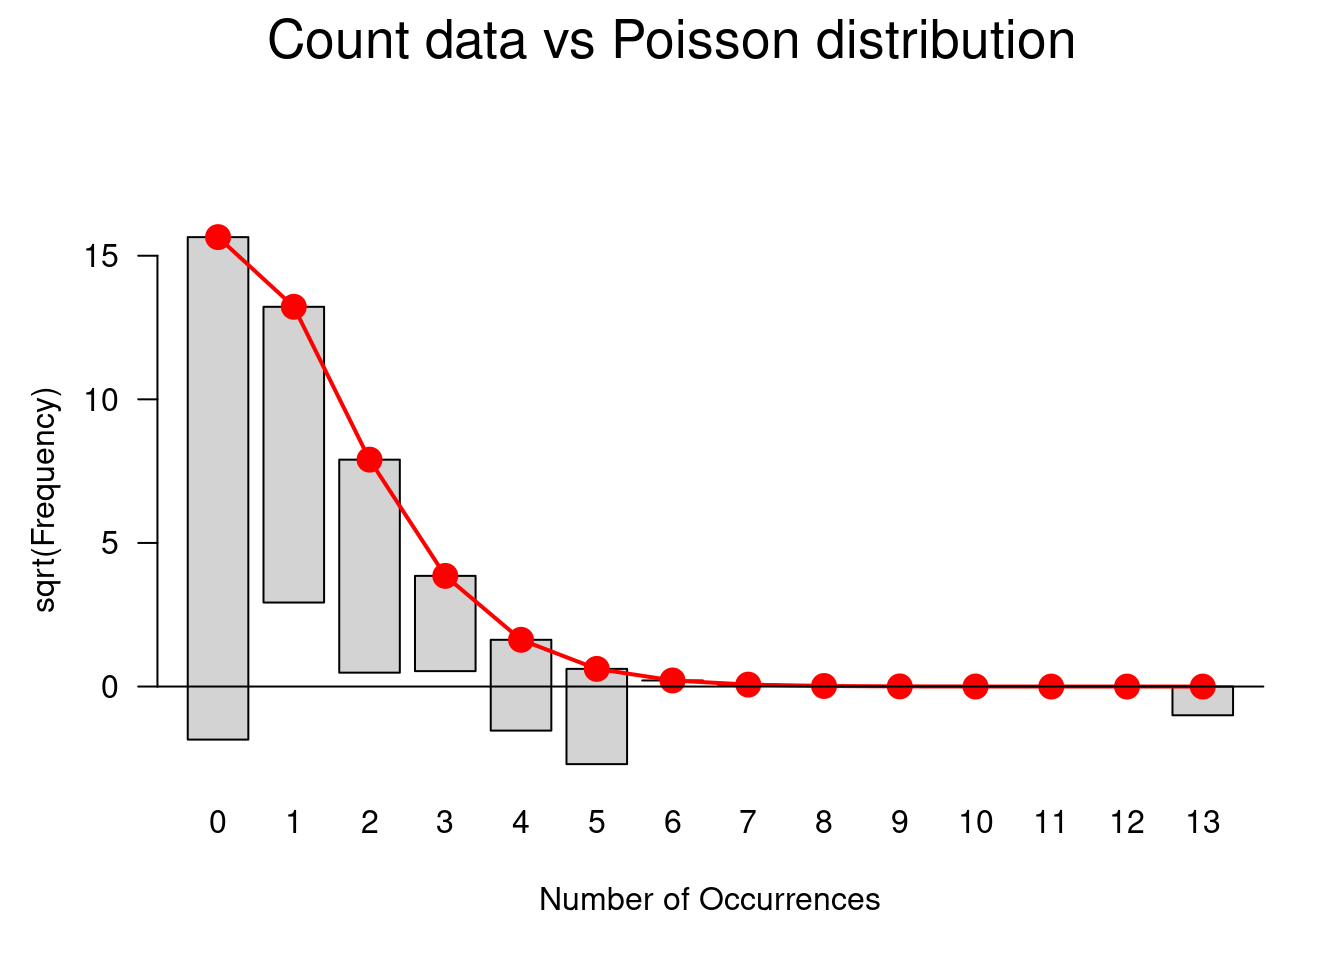 Count data vs Poisson distribution
sqrt(Frequency)
15
10
5
0
0 1 2 3 4 5 6 7 8 9 10 11 12 13
Number of Occurrences